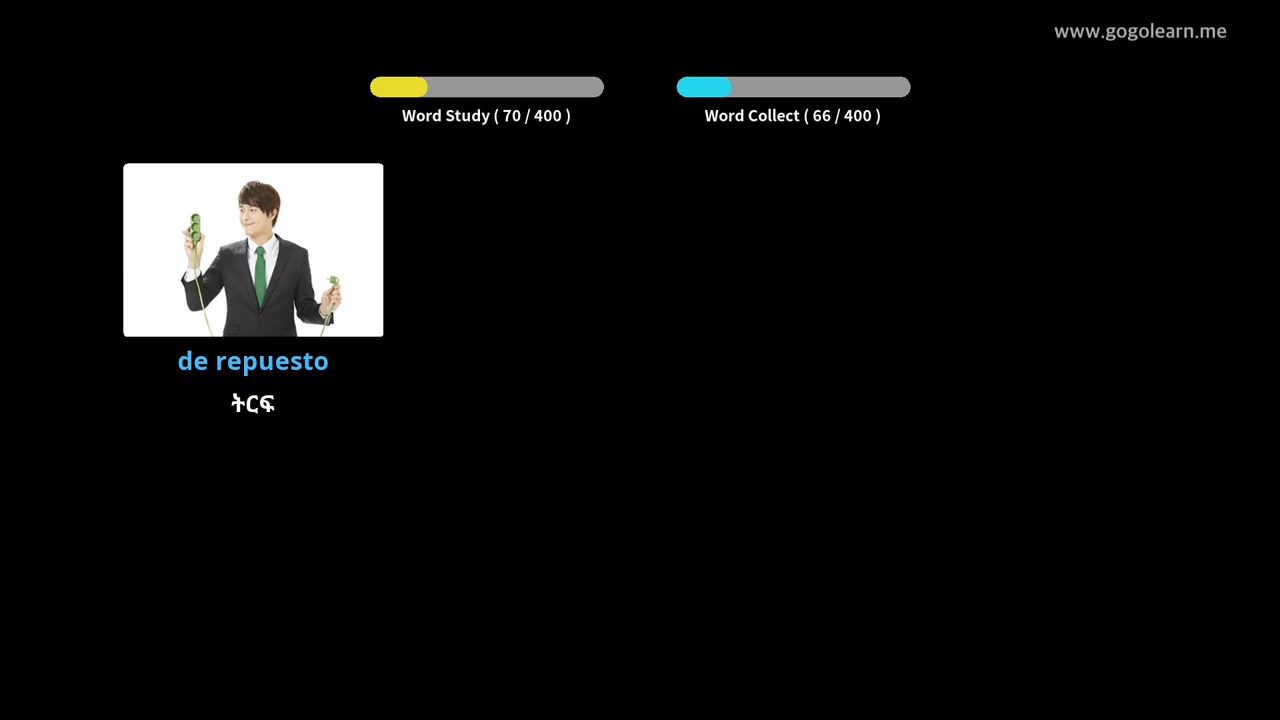 www.gogolearn.me
Word Study ( 70 / 400 )
Word Collect ( 66 / 400 )
de repuesto
ትርፍ